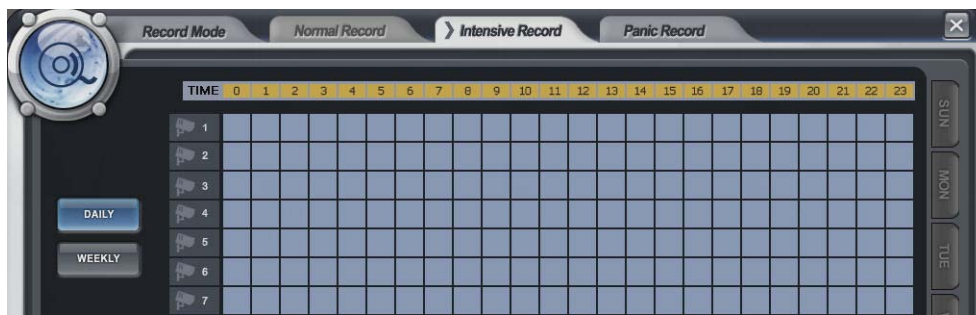 Record Mode Normal Record Intensive Record Panic Record
TIME 0 1 2 3 4 5 6 7 8 9 10 11 12 13 14 15 16 17 18 19 20 21 22 23
SUN
1
2
MON
3
DAILY
4
TUE
5
WEEKLY
6
7